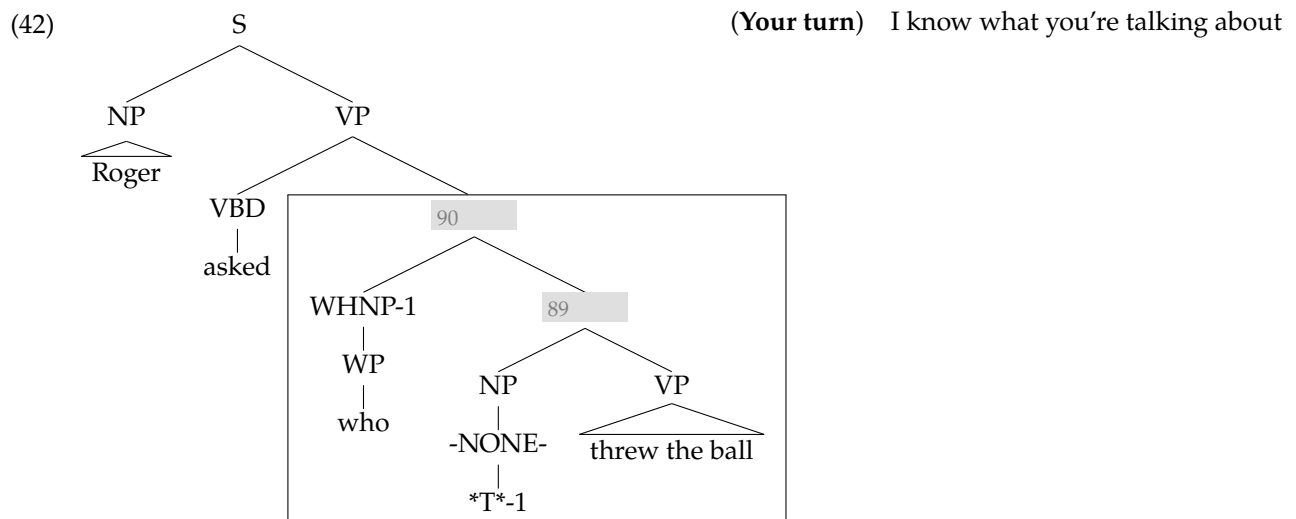 (42) S (Your turn) I know what you're talking about
NP VP
Roger
VBD 90
asked
WHNP-1 89
WP NP VP
who -NONE- threw the ball
*T*-1